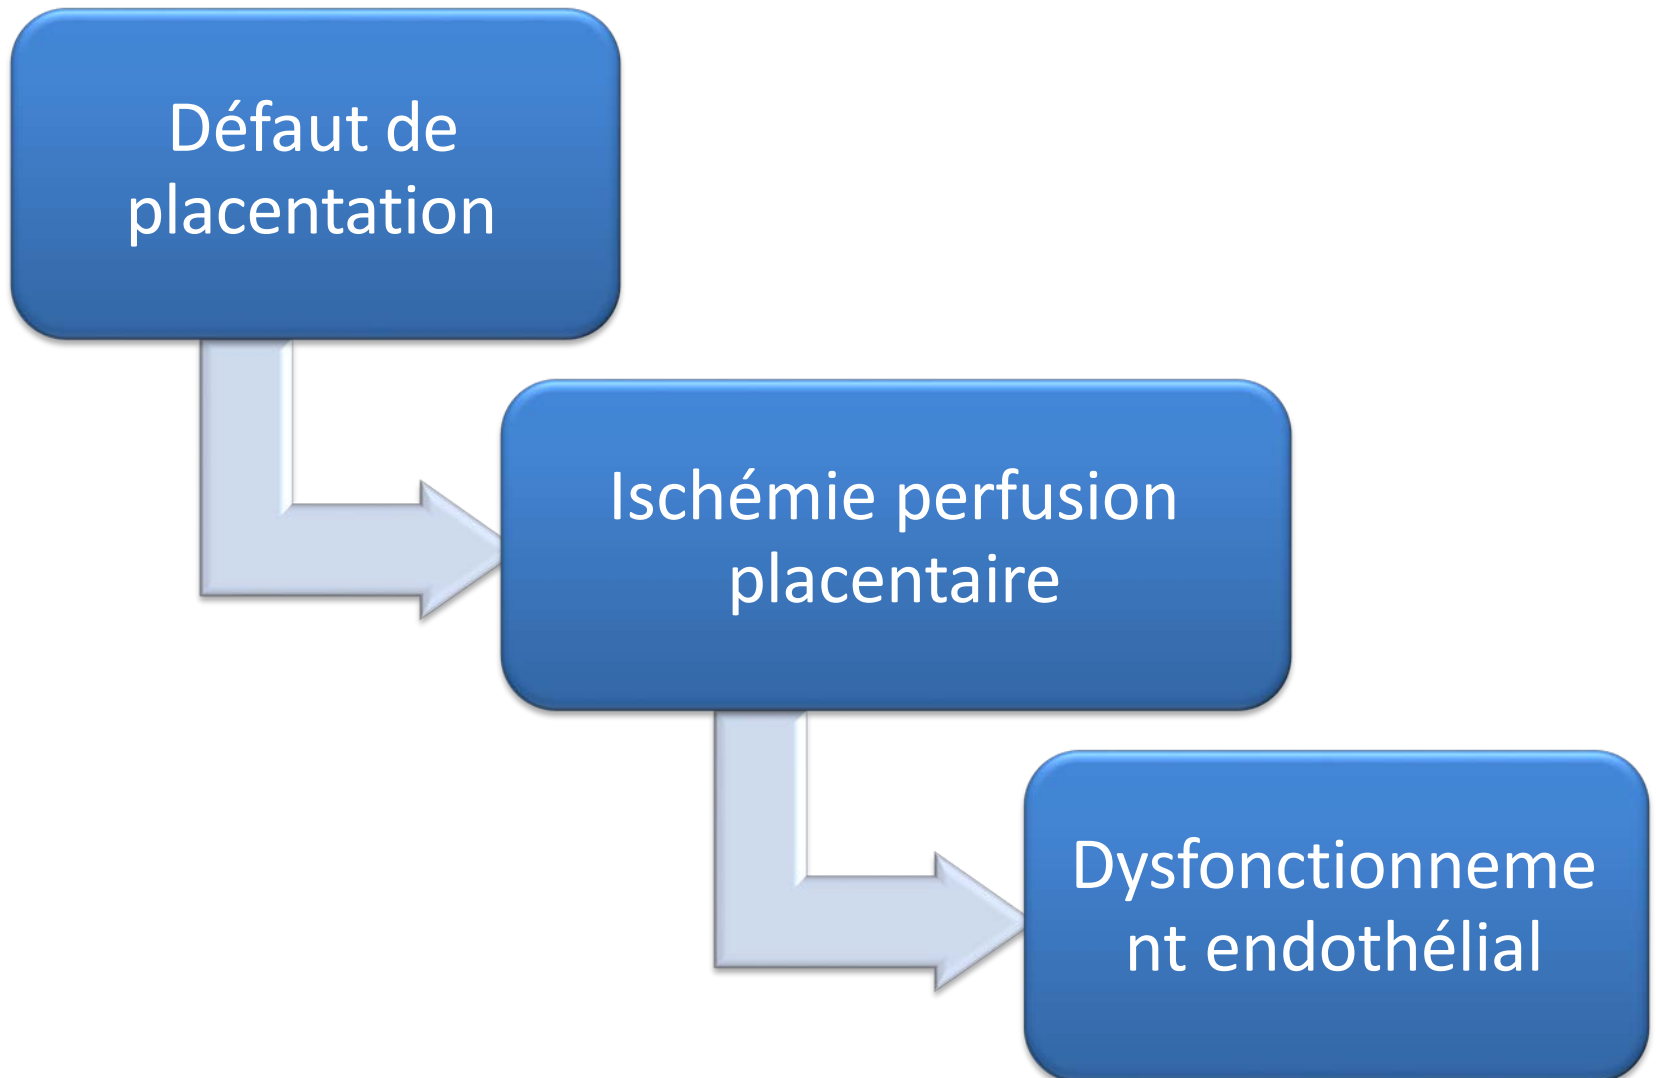 Défaut de
placentation
Ischémie perfusion
placentaire
Dysfonctionneme
nt endothélial